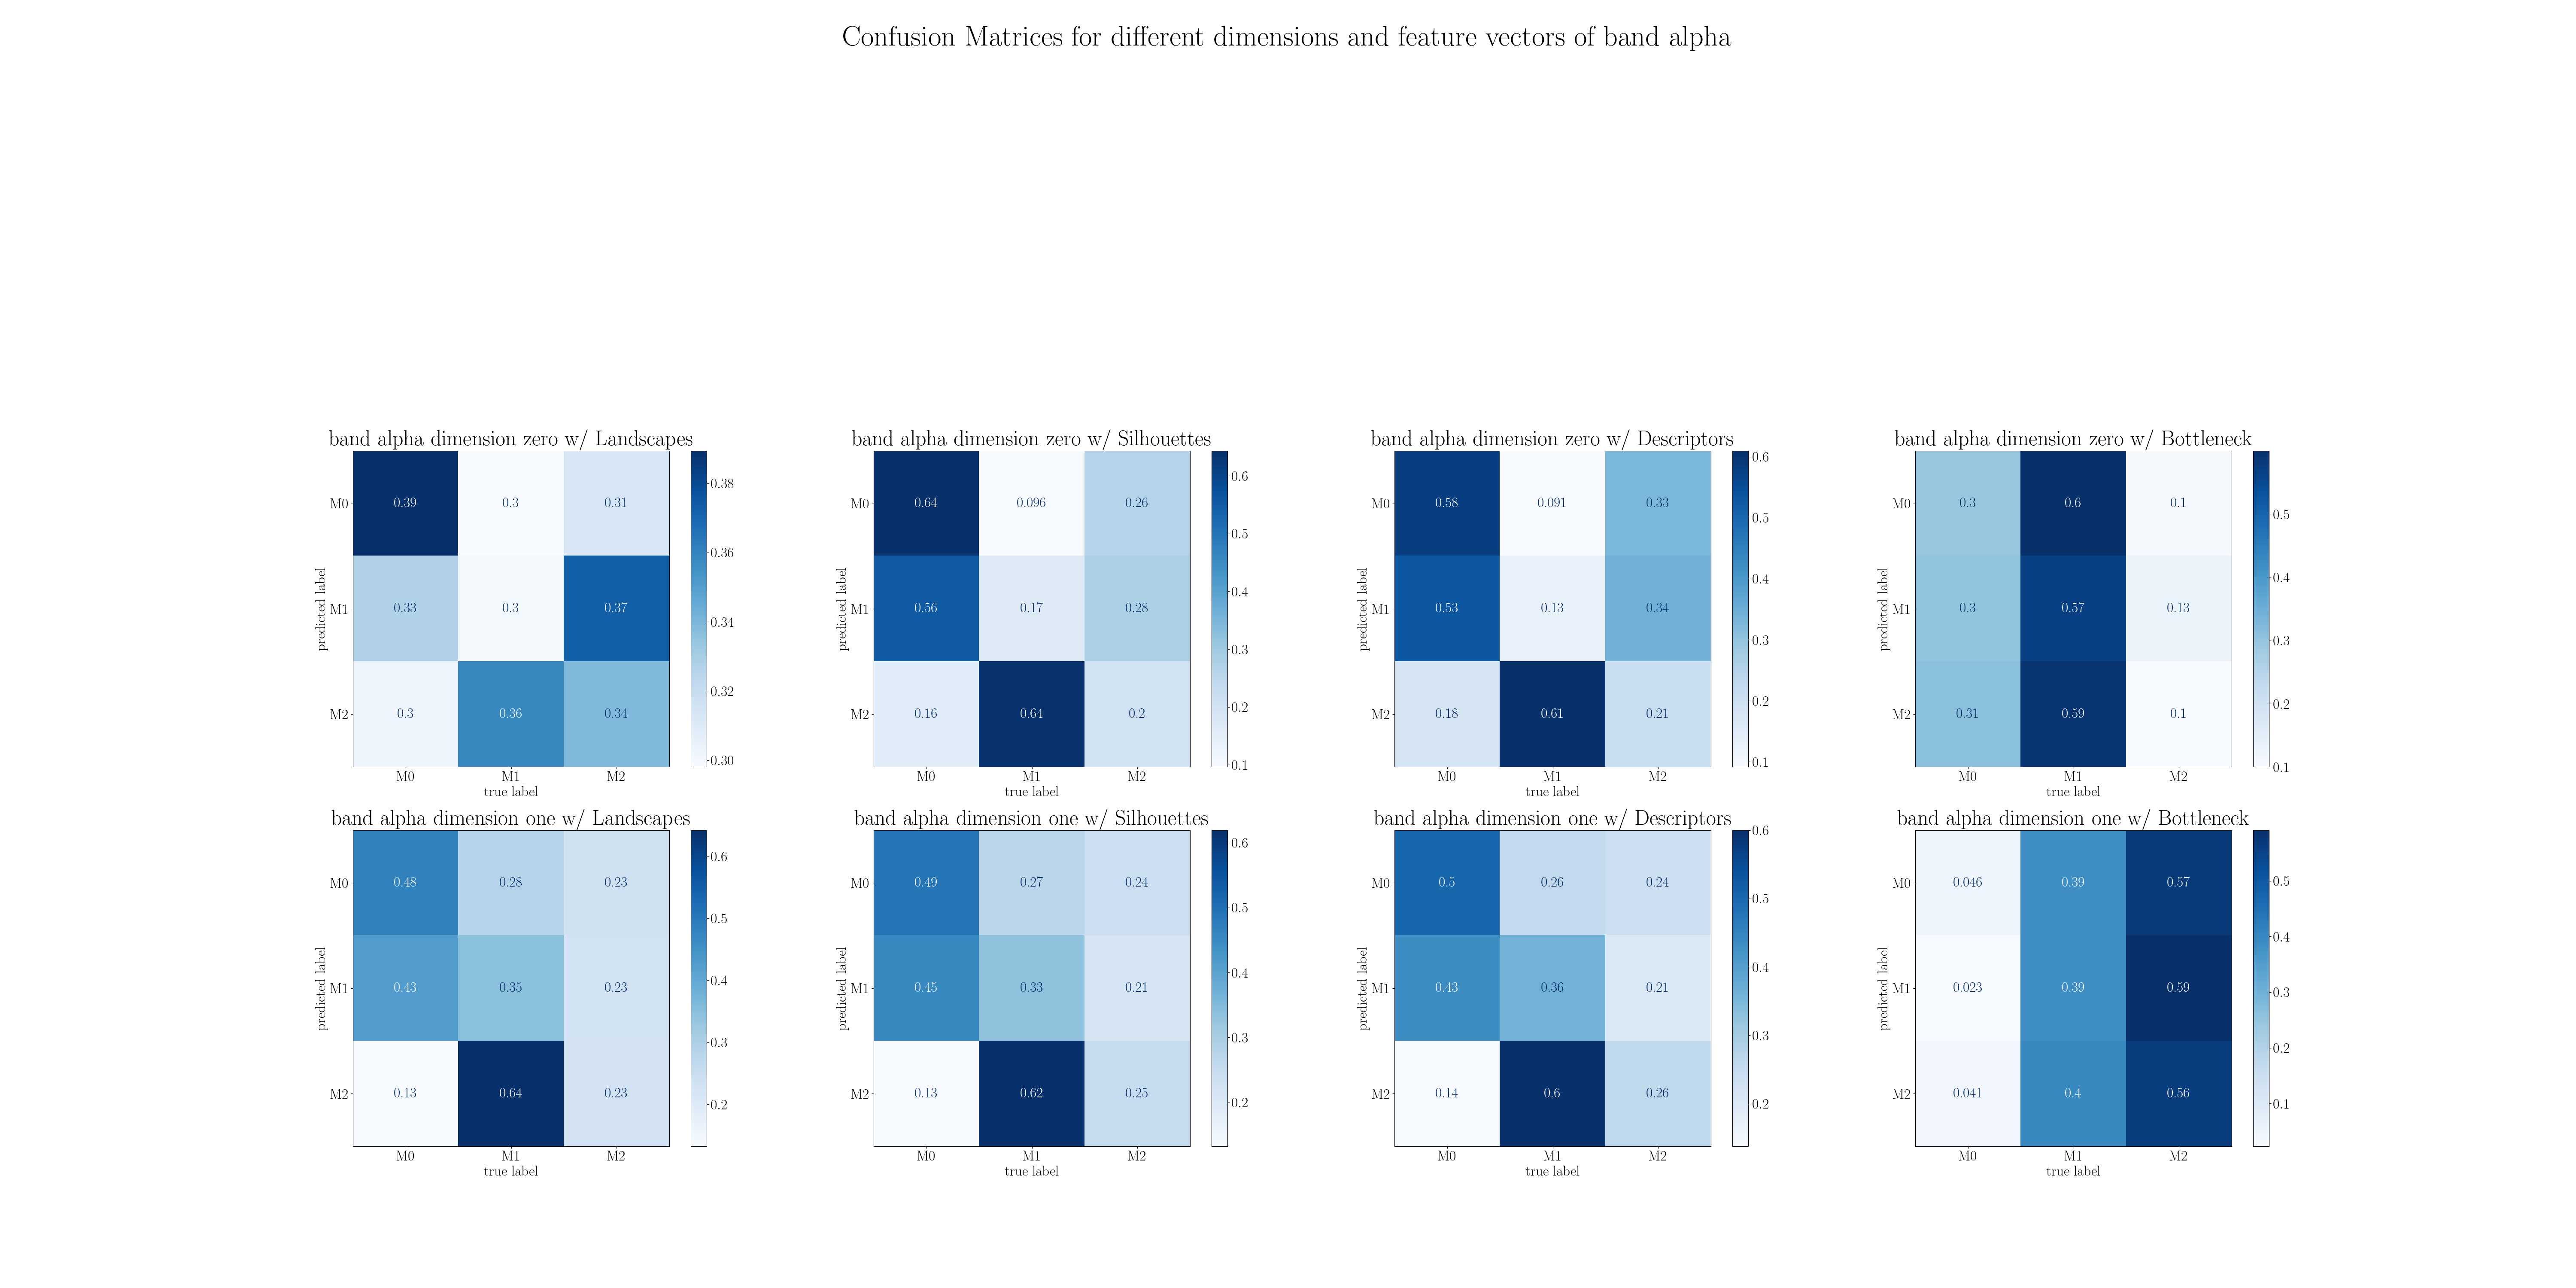 Confusion Matrices for different dimensions and feature vectors of band alpha
band alpha dimension zero w/ Landscapes
predicted label
M0 0.39 0.3 0.31
M1 0.33 0.3 0.37
M2 0.3 0.36 0.34
M0 M1 M2
true label
0.38
0.36
0.34
0.32
0.30
band alpha dimension zero w/ Silhouettes
predicted label
M0 0.64 0.096 0.26
M1 0.56 0.17 0.28
M2 0.16 0.64 0.2
M0 M1 M2
true label
0.6
0.5
0.4
0.3
0.2
0.1
band alpha dimension zero w/ Descriptors
predicted label
M0 0.58 0.091 0.33
M1 0.53 0.13 0.34
M2 0.18 0.61 0.21
M0 M1 M2
true label
0.6
0.5
0.4
0.3
0.2
0.1
band alpha dimension zero w/ Bottleneck
predicted label
M0 0.3 0.6 0.1
M1 0.3 0.57 0.13
M2 0.31 0.59 0.1
M0 M1 M2
true label
0.5
0.4
0.3
0.2
0.1
band alpha dimension one w/ Landscapes
predicted label
M0 0.48 0.28 0.23
M1 0.43 0.35 0.23
M2 0.13 0.64 0.23
M0 M1 M2
true label
0.6
0.5
0.4
0.3
0.2
band alpha dimension one w/ Silhouettes
predicted label
M0 0.49 0.27 0.24
M1 0.45 0.33 0.21
M2 0.13 0.62 0.25
M0 M1 M2
true label
0.6
0.5
0.4
0.3
0.2
band alpha dimension one w/ Descriptors
predicted label
M0 0.5 0.26 0.24
M1 0.43 0.36 0.21
M2 0.14 0.6 0.26
M0 M1 M2
true label
0.6
0.5
0.4
0.3
0.2
band alpha dimension one w/ Bottleneck
predicted label
M0 0.046 0.39 0.57
M1 0.023 0.39 0.59
M2 0.041 0.4 0.56
M0 M1 M2
true label
0.5
0.4
0.3
0.2
0.1